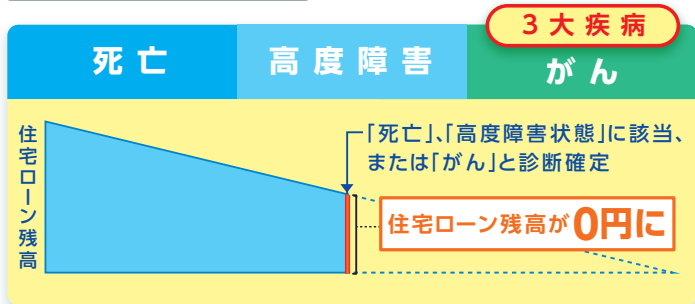 3大疾病
死亡
高度障害
がん
住宅ローン残高
「死亡」、「高度障害状態」に該当、
または「がん」と診断確定
住宅ローン残高が0円に